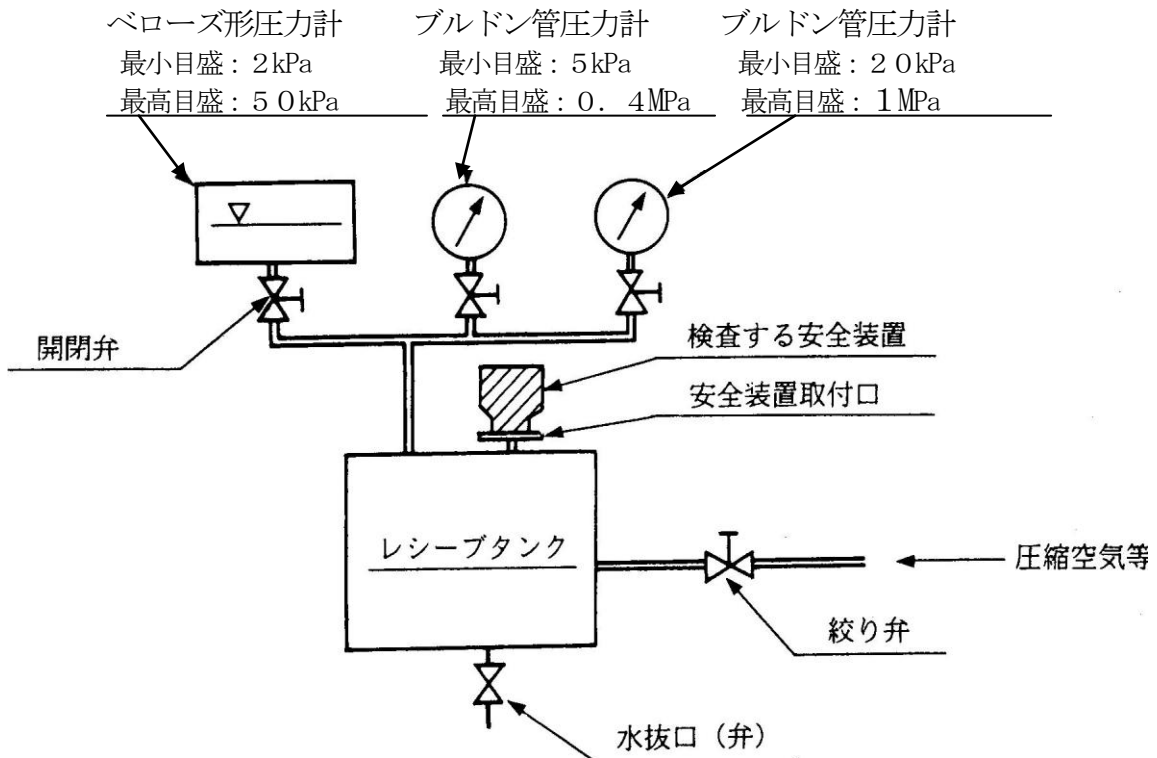 ベローズ形圧力計
最小目盛：2kPa
最高目盛：５０kPa
ブルドン管圧力計
最小目盛：５kPa
最高目盛：０．４MPa
ブルドン管圧力計
最小目盛：２０kPa
最高目盛：１MPa
開閉弁
検査する安全装置
安全装置取付口
レシーブタンク
圧縮空気等
絞り弁
水抜口（弁）